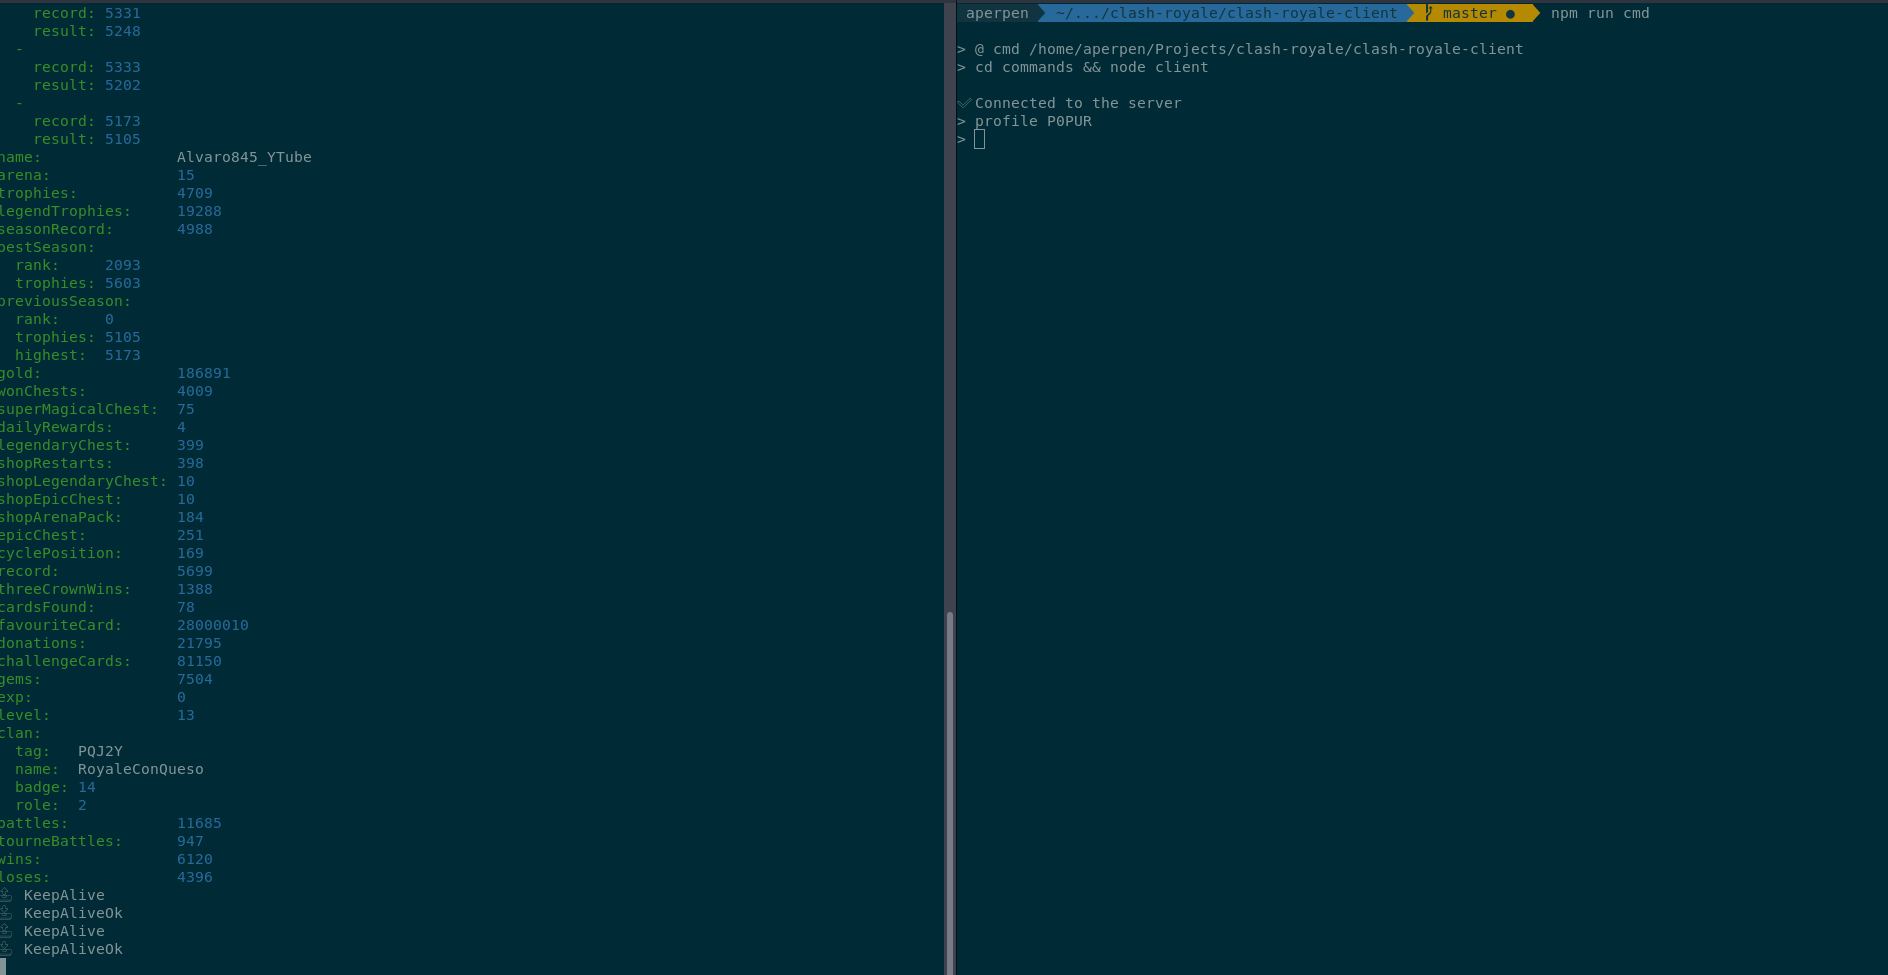 record: 5331
result: 5248
-
record: 5333
result: 5202
-
record: 5173
result: 5105
name: Alvaro845_YTube
arena: 15
trophies: 4709
legendTrophies: 19288
seasonRecord: 4988
bestSeason:
rank: 2093
trophies: 5603
previousSeason:
rank: 0
trophies: 5105
highest: 5173
gold: 186891
wonChests: 4009
superMagicalChest: 75
dailyRewards: 4
legendaryChest: 399
shopRestarts: 398
shopLegendaryChest: 10
shopEpicChest: 10
shopArenaPack: 184
epicChest: 251
cyclePosition: 169
record: 5699
threeCrownWins: 1388
cardsFound: 78
favouriteCard: 28000010
donations: 21795
challengeCards: 81150
gems: 7504
exp: 0
level: 13
clan:
tag: PQJ2Y
name: RoyaleConQueso
badge: 14
role: 2
battles: 11685
tourneBattles: 947
wins: 6120
loses: 4396
KeepAlive
KeepAliveOk
KeepAlive
KeepAliveOk
aperpen ~/.../clash-royale/clash-royale-client master ● npm run cmd
> @ cmd /home/aperpen/Projects/clash-royale/clash-royale-client
> cd commands && node client
✓ Connected to the server
> profile P0PUR
>